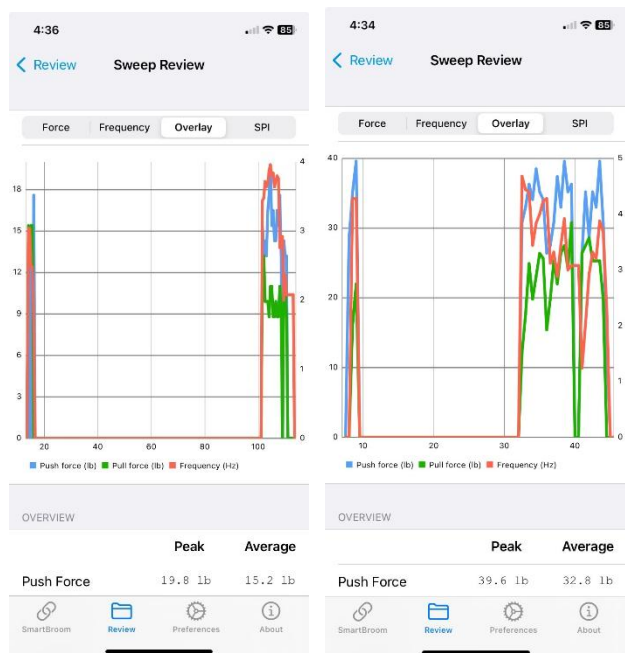 4:36
85
Review
Sweep Review
Force Frequency Overlay SPI
4
18
15
3
12
9
2
6
1
3
0
0
20 40 60 80 100
Push force (lb) Pull force (lb) Frequency (Hz)
OVERVIEW
Peak Average
Push Force 19.8 lb 15.2 lb
SmartBroom Review Preferences About
4:34
85
Review
Sweep Review
Force Frequency Overlay SPI
40
5
4
30
3
20
2
10
1
0
0
10 20 30 40
Push force (lb) Pull force (lb) Frequency (Hz)
OVERVIEW
Peak Average
Push Force 39.6 lb 32.8 lb
SmartBroom Review Preferences About